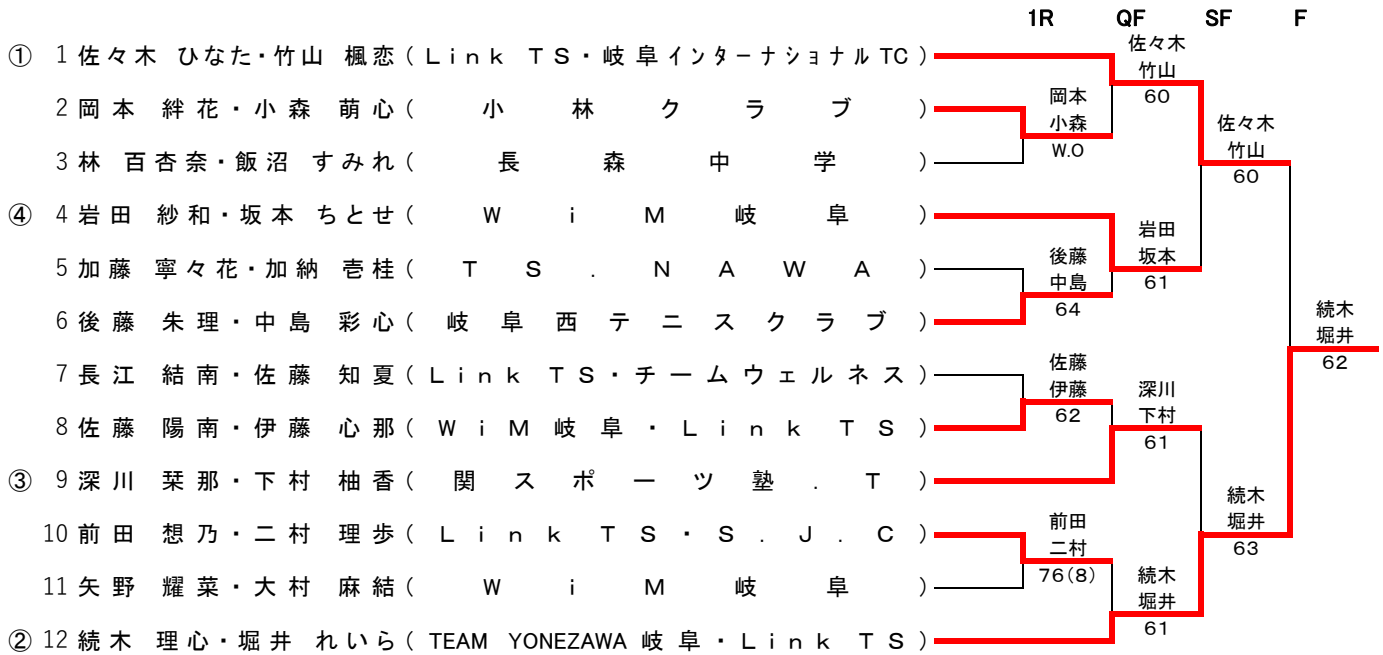 1R QF SF F
① 1 佐々木 ひなた・竹山 楓恋 (Link TS・岐阜インターナショナルTC)
2 岡本 絆花・小森 萌心 (小林クラブ)
3 林 百杏奈・飯沼 すみれ (長森中学)
④ 4 岩田 紗和・坂本 ちとせ (WiM岐阜)
5 加藤 寧々花・加納 壱桂 (TS.NAWA)
6 後藤 朱理・中島 彩心 (岐阜西テニスクラブ)
7 長江 結南・佐藤 知夏 (Link TS・チームウェルネス)
8 佐藤 陽南・伊藤 心那 (WiM岐阜・Link TS)
③ 9 深川 栞那・下村 柚香 (関スポーツ塾.T)
10 前田 想乃・二村 理歩 (Link TS・S.J.C)
11 矢野 耀菜・大村 麻結 (WiM岐阜)
② 12 続木 理心・堀井 れいら (TEAM YONEZAWA 岐阜・Link TS)
岡本
小森
W.O
後藤
中島
64
佐藤
伊藤
62
前田
二村
76(8)
佐々木
竹山
60
岩田
坂本
61
深川
下村
61
続木
堀井
61
佐々木
竹山
60
続木
堀井
63
続木
堀井
62